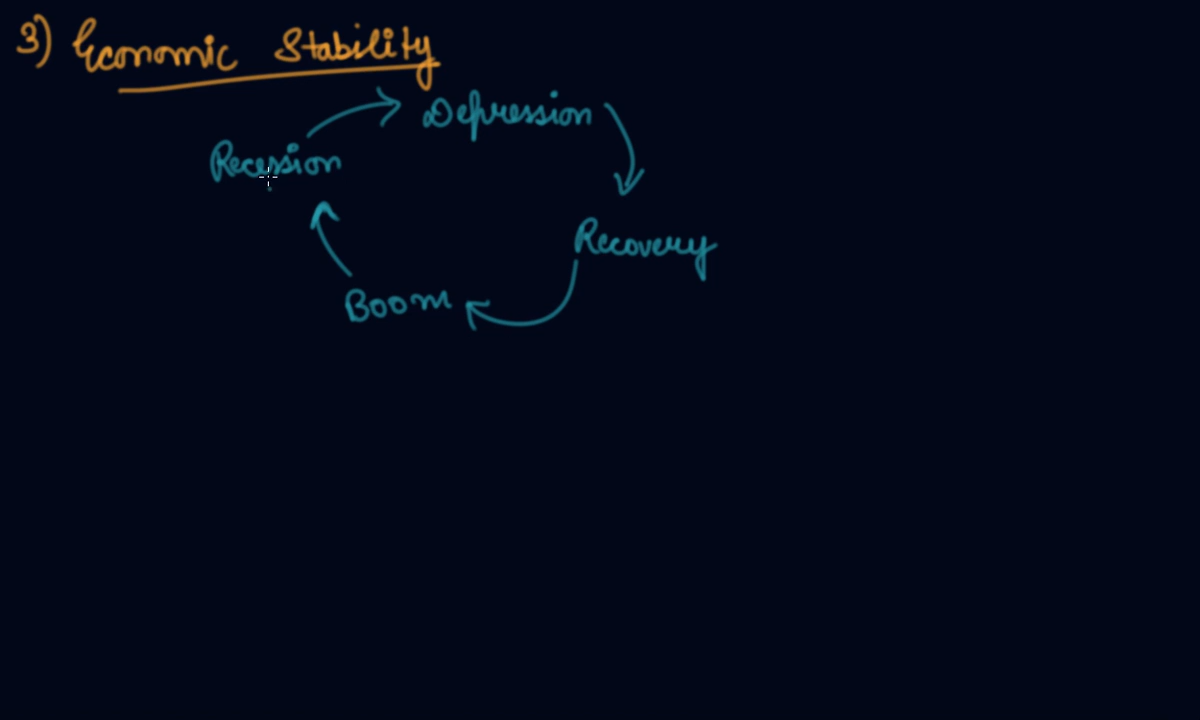 3) Economic Stability
Depression
Recession
Recovery
Boom